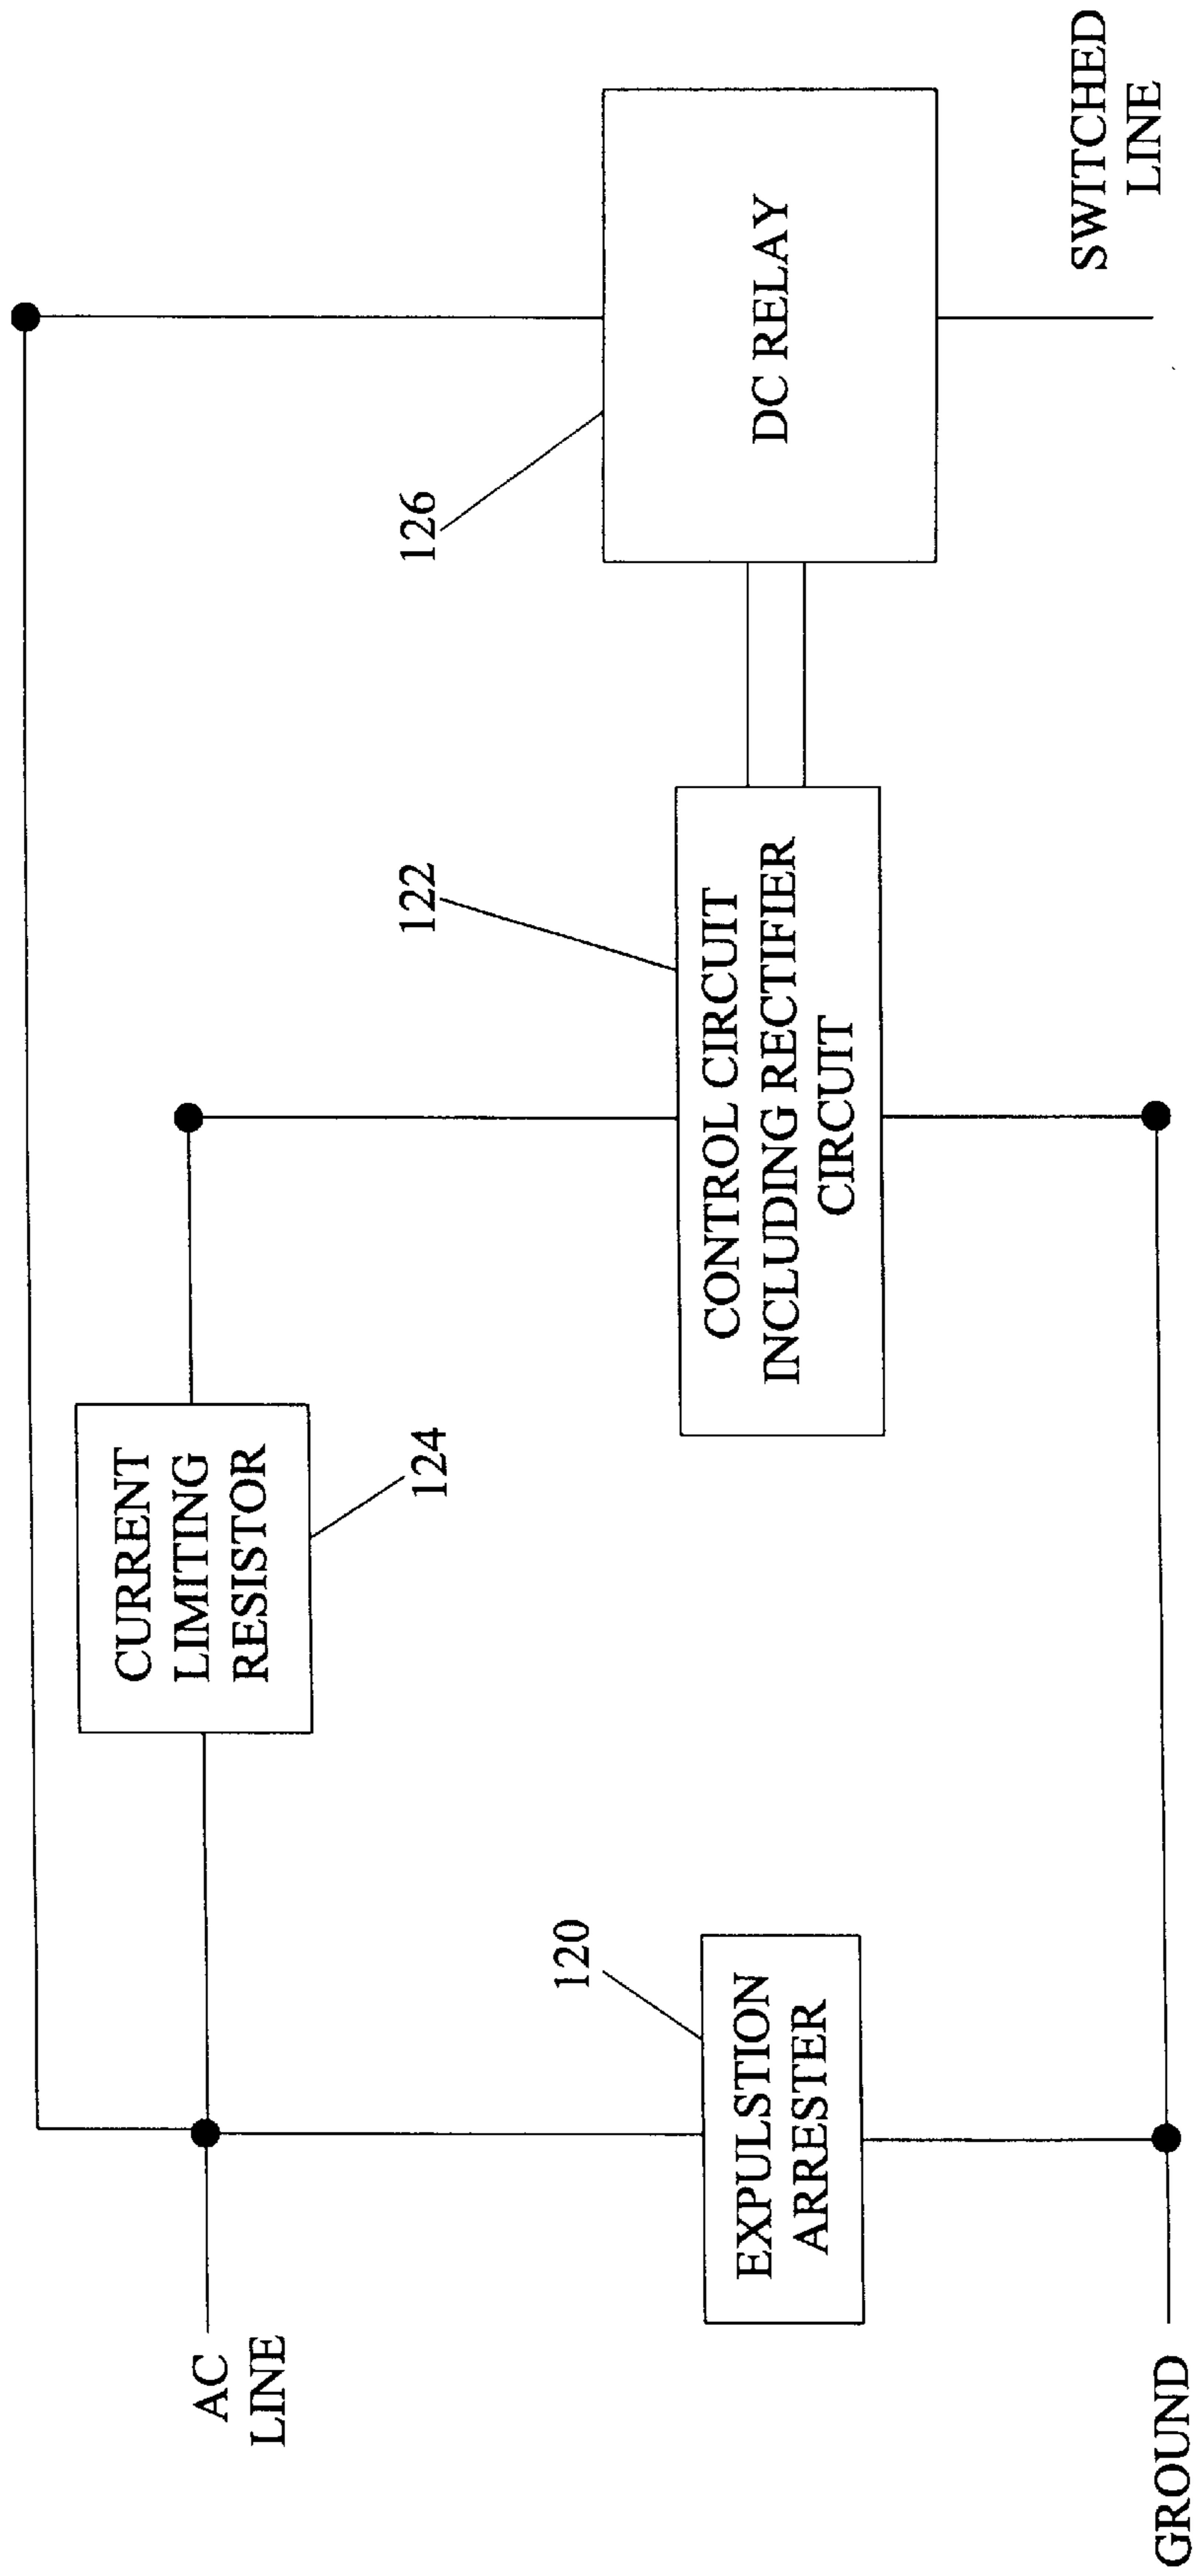 AC
LINE
CURRENT
LIMITING
RESISTOR
124
126
DC RELAY
122
CONTROL CIRCUIT
INCLUDING RECTIFIER
CIRCUIT
120
EXPULSTION
ARRESTER
GROUND
SWITCHED
LINE